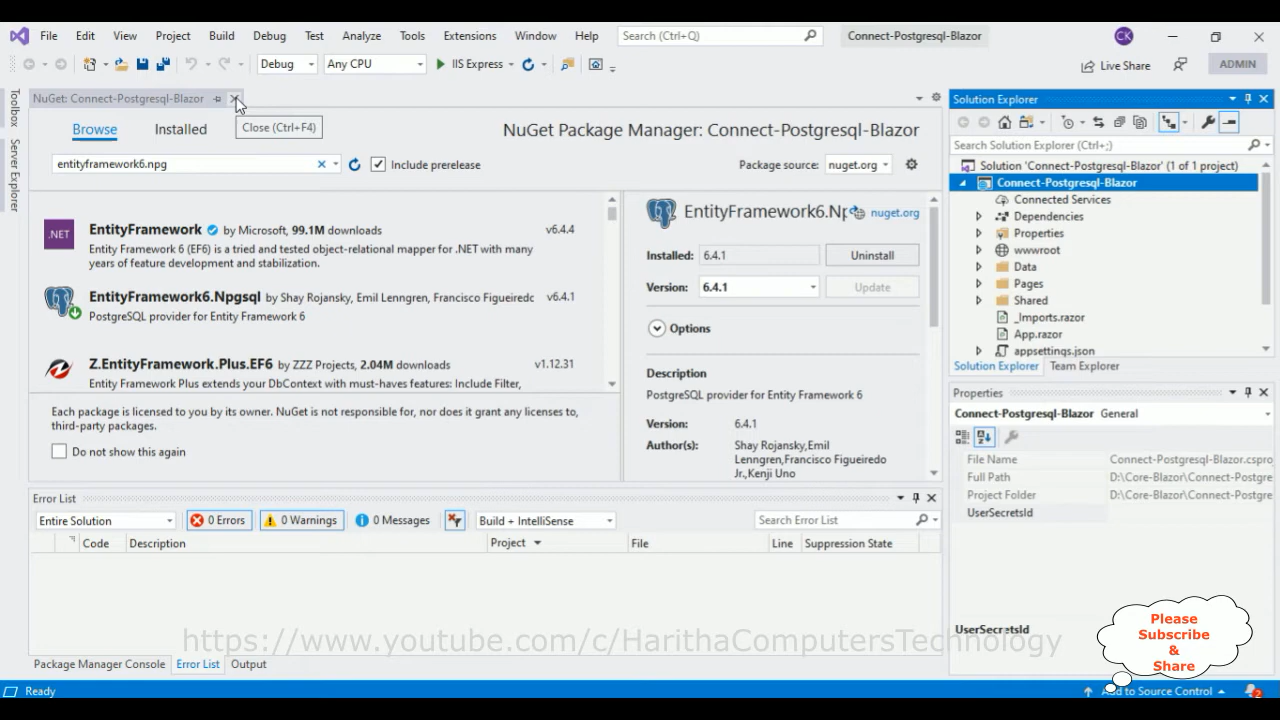 File Edit View Project Build Debug Test Analyze Tools Extensions Window Help Search (Ctrl+Q) Connect-Postgresql-Blazor CK
Debug Any CPU IIS Express Live Share ADMIN
NuGet: Connect-Postgresql-Blazor
Close (Ctrl+F4)
Toolbox
Server Explorer
Browse Installed NuGet Package Manager: Connect-Postgresql-Blazor
entityframework6.npg Include prerelease Package source: nuget.org
.NET
EntityFramework by Microsoft, 99.1M downloads v6.4.4
Entity Framework 6 (EF6) is a tried and tested object-relational mapper for .NET with many
years of feature development and stabilization.
EntityFramework6.Npgsql by Shay Rojansky, Emil Lenngren, Francisco Figueiredo v6.4.1
PostgreSQL provider for Entity Framework 6
Z.EntityFramework.Plus.EF6 by ZZZ Projects, 2.04M downloads v1.12.31
Entity Framework Plus extends your DbContext with must-haves features: Include Filter,
Each package is licensed to you by its owner. NuGet is not responsible for, nor does it grant any licenses to,
third-party packages.
Do not show this again
EntityFramework6.Np nuget.org
Installed: 6.4.1 Uninstall
Version: 6.4.1 Update
Options
Description
PostgreSQL provider for Entity Framework 6
Version: 6.4.1
Author(s): Shay Rojansky,Emil
Lenngren,Francisco Figueiredo
Jr.,Kenji Uno
Solution Explorer
Search Solution Explorer (Ctrl+;)
Solution 'Connect-Postgresql-Blazor' (1 of 1 project)
Connect-Postgresql-Blazor
Connected Services
Dependencies
Properties
wwwroot
Data
Pages
Shared
_Imports.razor
App.razor
appsettings.json
Solution Explorer Team Explorer
Properties
Connect-Postgresql-Blazor General
File Name Connect-Postgresql-Blazor.cspro
Full Path D:\Core-Blazor\Connect-Postgre
Project Folder D:\Core-Blazor\Connect-Postgre
UserSecretsId
UserSecretsId
Error List
Entire Solution 0 Errors 0 Warnings 0 Messages Build + IntelliSense Search Error List
Code Description Project File Line Suppression State
https://www.youtube.com/c/HarithaComputersTechnology
Please
Subscribe
&
Share
Package Manager Console Error List Output
Ready Add to Source Control 2